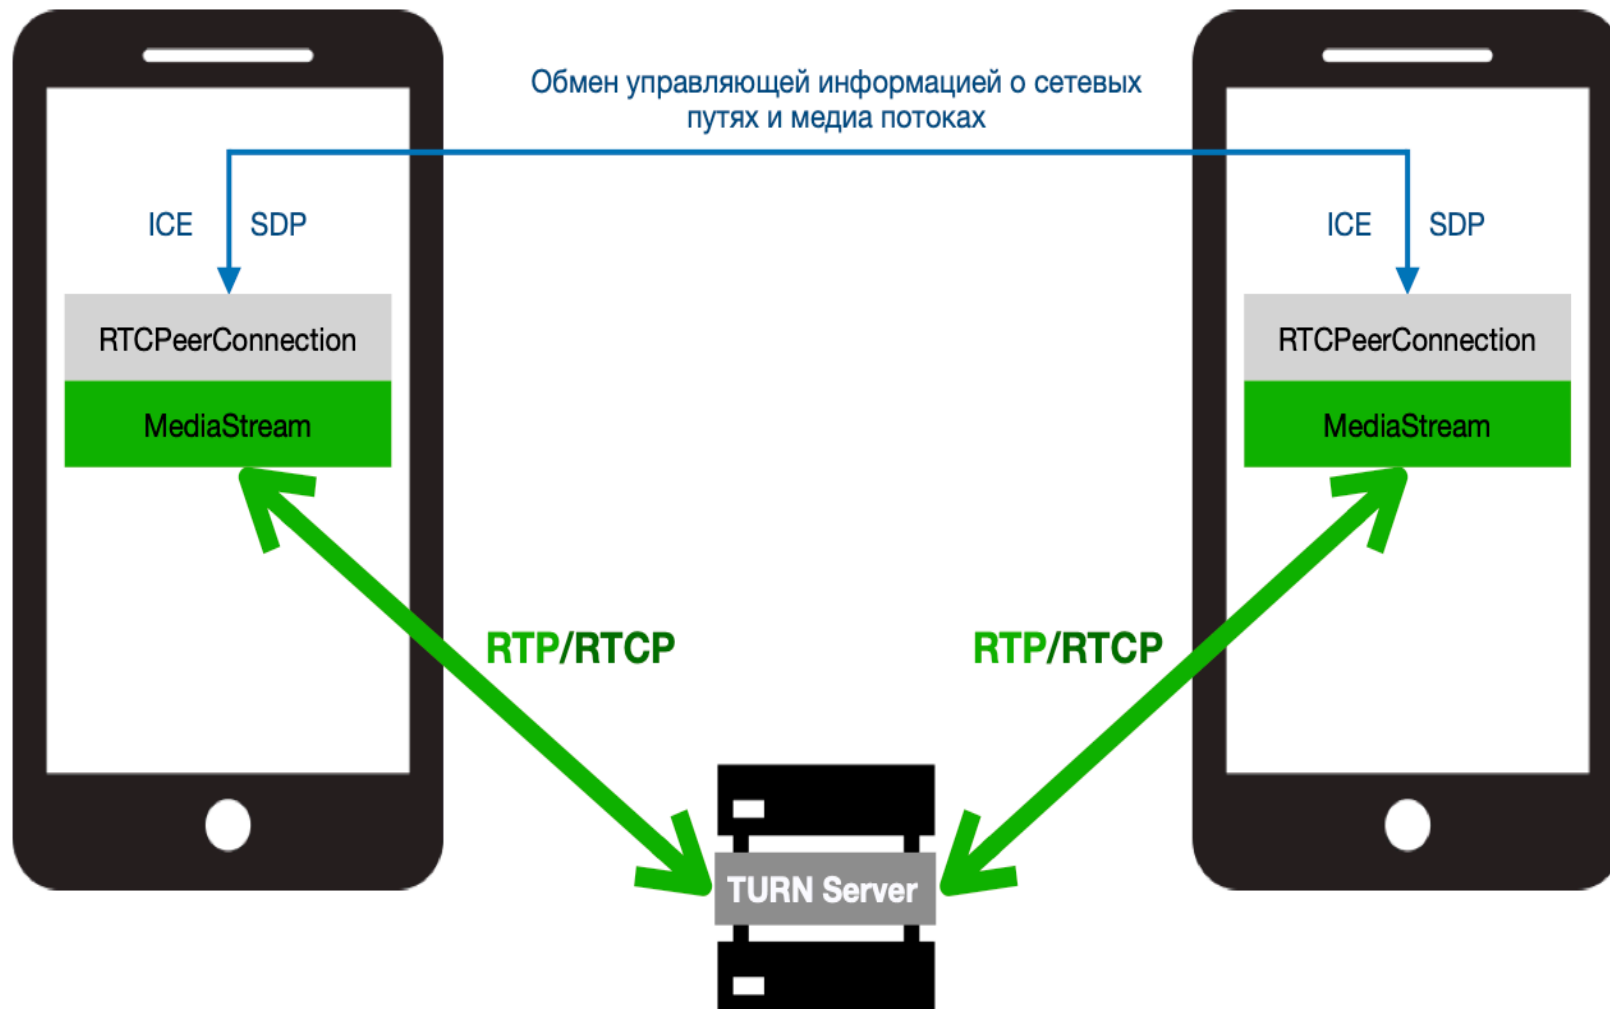 Обмен управляющей информацией о сетевых
путях и медиа потоках
ICE SDP
ICE SDP
RTCPeerConnection
RTCPeerConnection
MediaStream
MediaStream
RTP/RTCP
RTP/RTCP
TURN Server